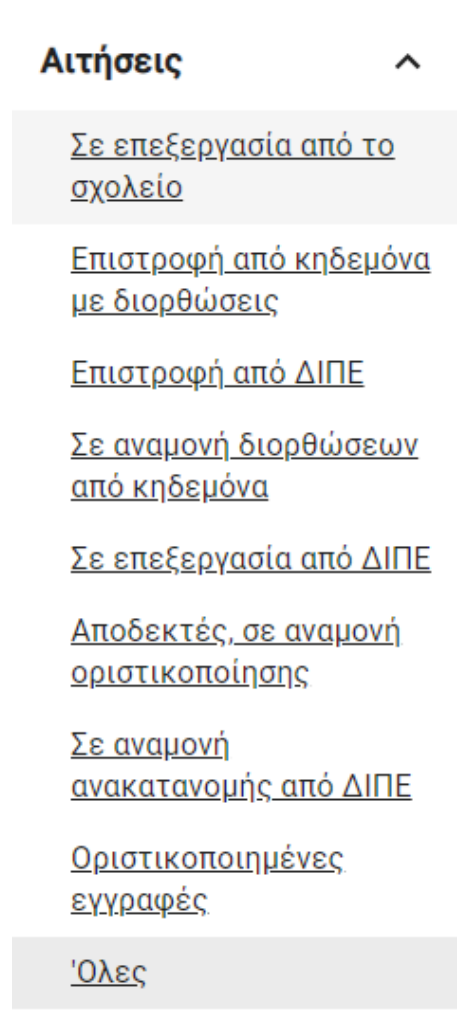 Αιτήσεις
Σε επεξεργασία από το
σχολείο
Επιστροφή από κηδεμόνα
με διορθώσεις
Επιστροφή από ΔΙΠΕ
Σε αναμονή διορθώσεων
από κηδεμόνα
Σε επεξεργασία από ΔΙΠΕ
Αποδεκτές, σε αναμονή
οριστικοποίησης
Σε αναμονή
ανακατανομής από ΔΙΠΕ
Οριστικοποιημένες
εγγραφές
'Ολες